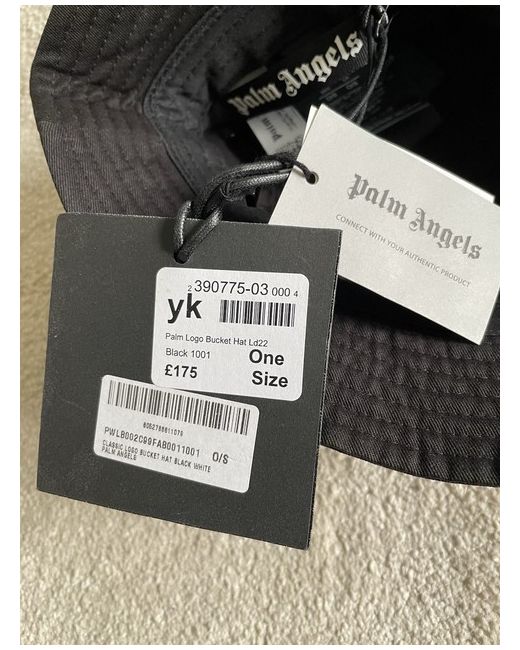 Palm Angels
Palm Angels
CONNECT WITH YOUR AUTHENTIC PRODUCT
2 390775-03 000 4
yk
Palm Logo Bucket Hat Ld22
Black 1001
One
Size
£175
PWLB002C99FAB0011001 O/S
CLASSIC LOGO BUCKET HAT BLACK WHITE
PALM ANGELS